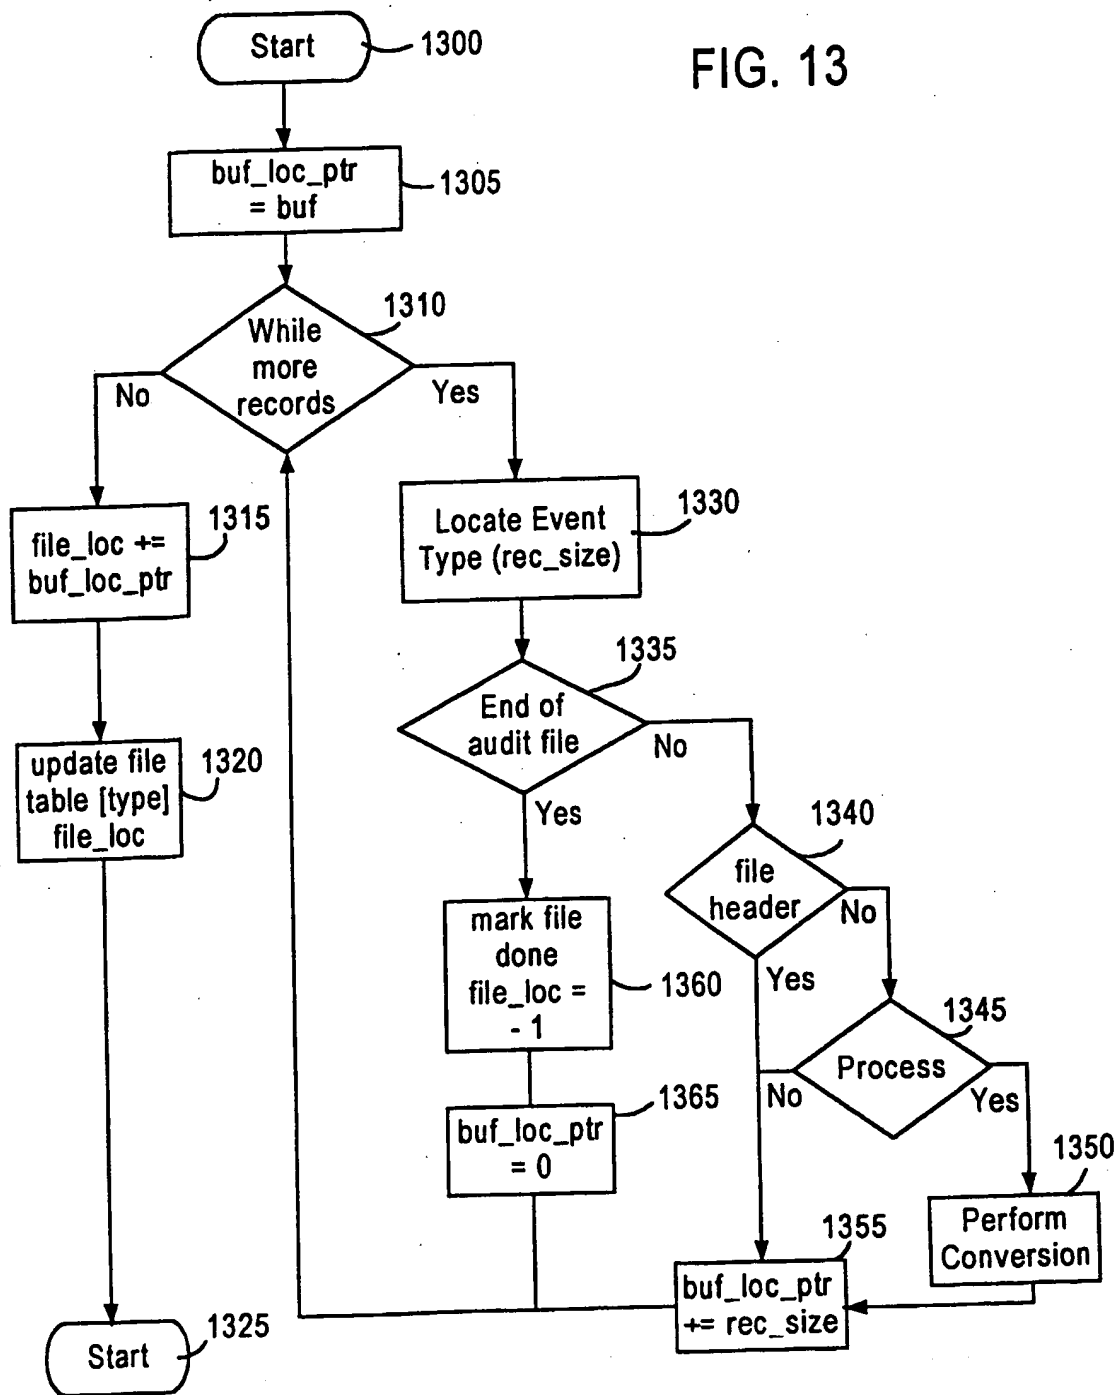 Start
1300
FIG. 13
buf_loc_ptr
= buf
1305
While
more
records
1310
No
Yes
file_loc +=
buf_loc_ptr
1315
Locate Event
Type (rec_size)
1330
End of
audit file
1335
No
Yes
update file
table [type]
file_loc
1320
file
header
1340
No
Yes
mark file
done
file_loc =
- 1
1360
Process
1345
No
Yes
buf_loc_ptr
= 0
1365
Perform
Conversion
1350
buf_loc_ptr
+= rec_size
1355
Start
1325